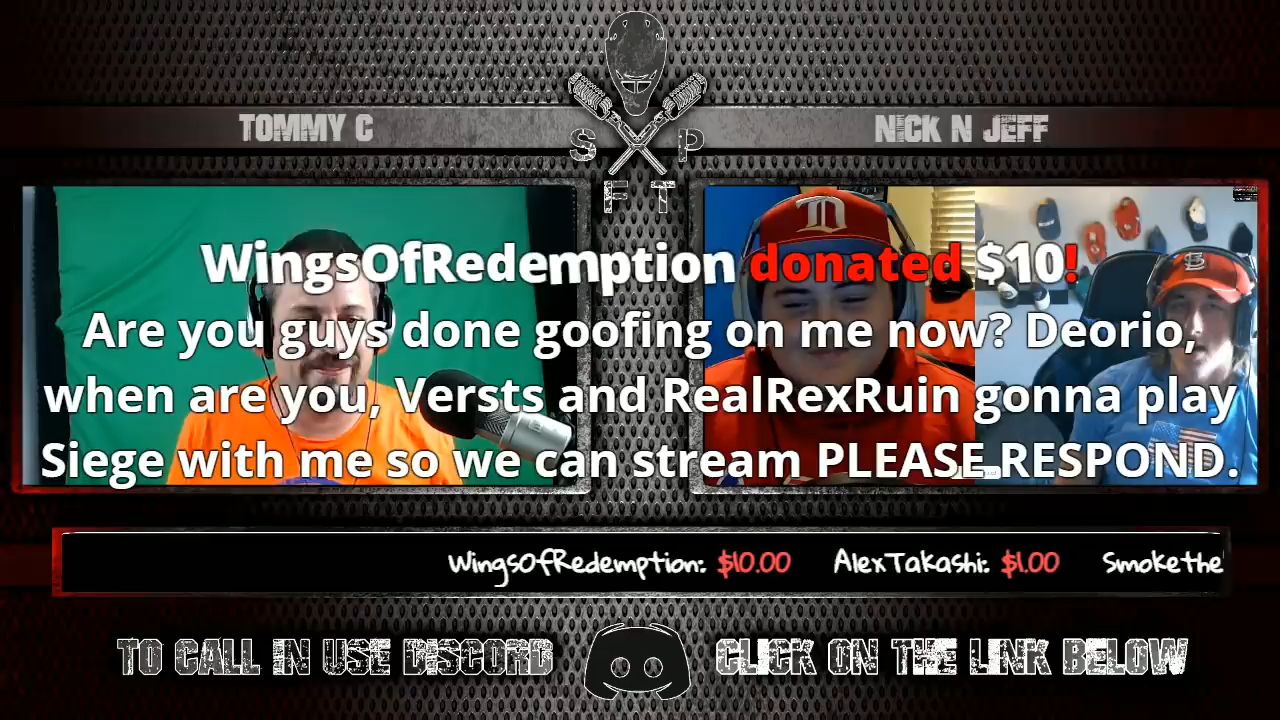 TOMMY C
S P
F T
NICK N JEFF
WingsOfRedemption donated $10!
Are you guys done goofing on me now? Deorio,
when are you, Versts and RealRexRuin gonna play
Siege with me so we can stream PLEASE RESPOND.
WingsOfRedemption: $10.00 AlexTakashi: $1.00 Smokethe
TO CALL IN USE DISCORD
CLICK ON THE LINK BELOW